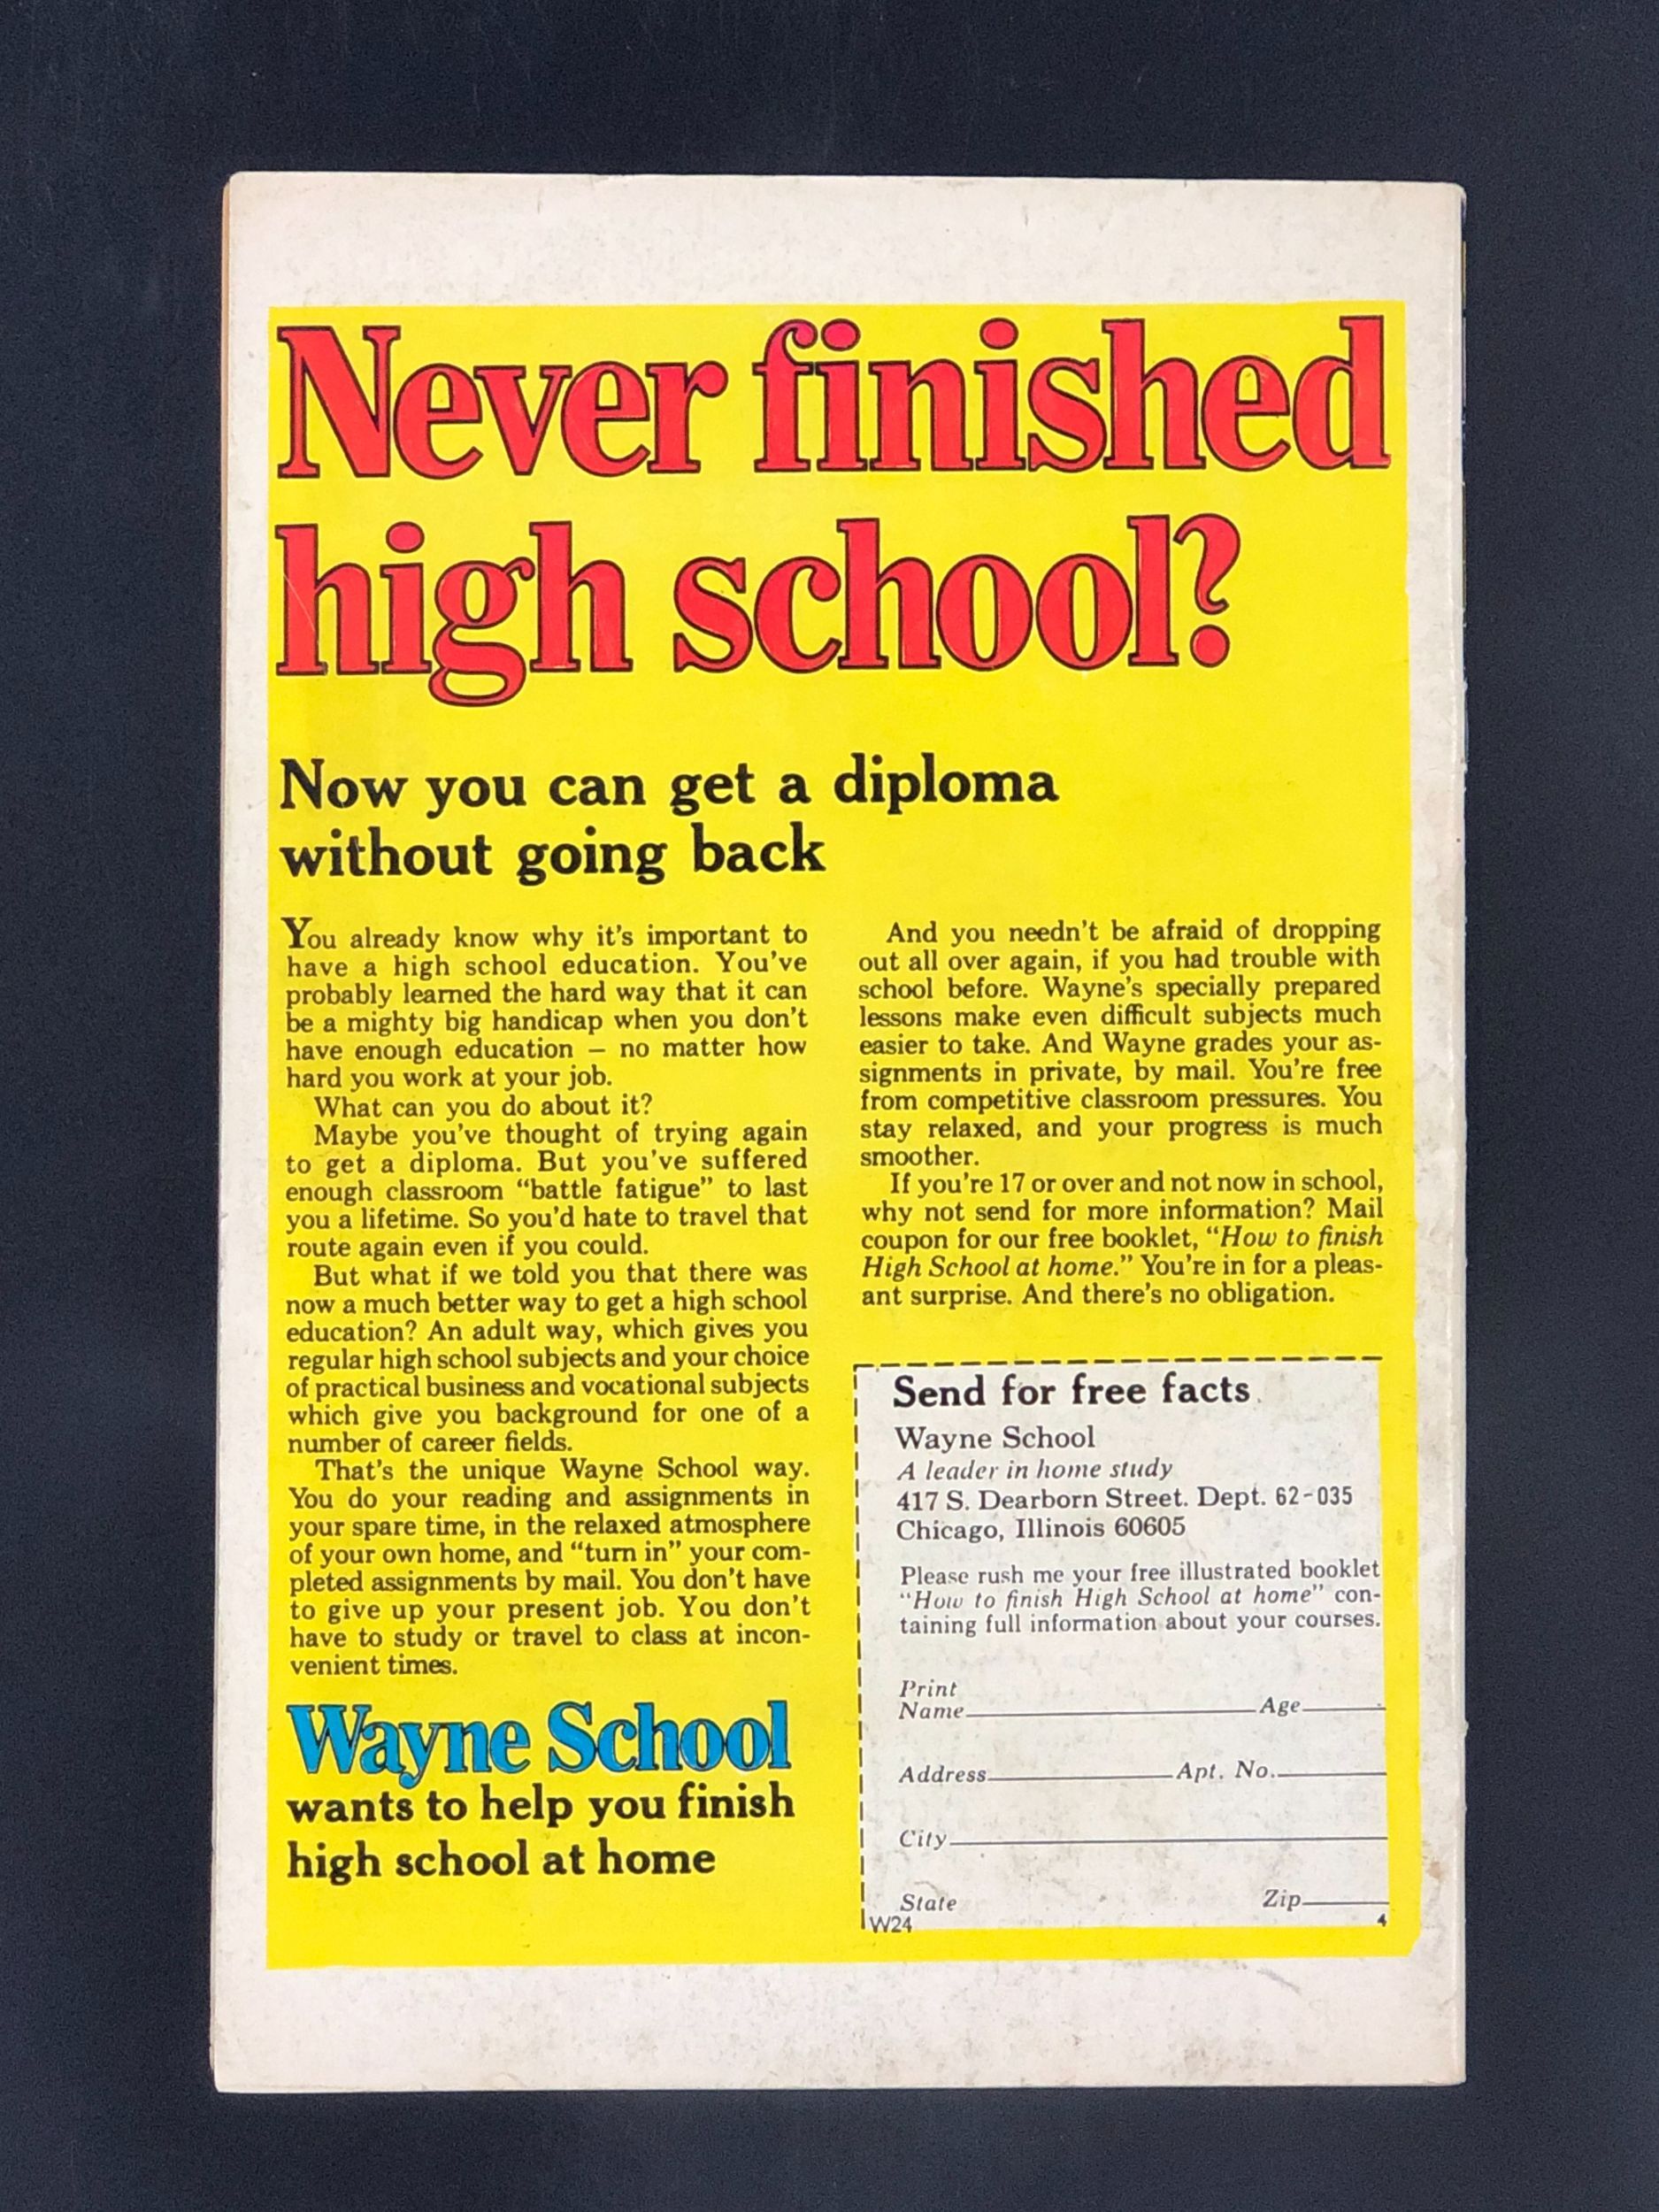 Never finished
high school?
Now you can get a diploma
without going back
You already know why it's important to
have a high school education. You've
probably learned the hard way that it can
be a mighty big handicap when you don't
have enough education – no matter how
hard you work at your job.
What can you do about it?
Maybe you've thought of trying again
to get a diploma. But you've suffered
enough classroom “battle fatigue” to last
you a lifetime. So you'd hate to travel that
route again even if you could.
But what if we told you that there was
now a much better way to get a high school
education? An adult way, which gives you
regular high school subjects and your choice
of practical business and vocational subjects
which give you background for one of a
number of career fields.
That's the unique Wayne School way.
You do your reading and assignments in
your spare time, in the relaxed atmosphere
of your own home, and “turn in” your com-
pleted assignments by mail. You don't have
to give up your present job. You don't
have to study or travel to class at incon-
venient times.
Wayne School
wants to help you finish
high school at home
And you needn't be afraid of dropping
out all over again, if you had trouble with
school before. Wayne's specially prepared
lessons make even difficult subjects much
easier to take. And Wayne grades your as-
signments in private, by mail. You're free
from competitive classroom pressures. You
stay relaxed, and your progress is much
smoother.
If you're 17 or over and not now in school,
why not send for more information? Mail
coupon for our free booklet, “How to finish
High School at home.” You're in for a pleas-
ant surprise. And there's no obligation.
Send for free facts
Wayne School
A leader in home study
417 S. Dearborn Street. Dept. 62-035
Chicago, Illinois 60605
Please rush me your free illustrated booklet
“How to finish High School at home” con-
taining full information about your courses.
Print
Name Age
Address Apt. No.
City
State Zip
W24 4